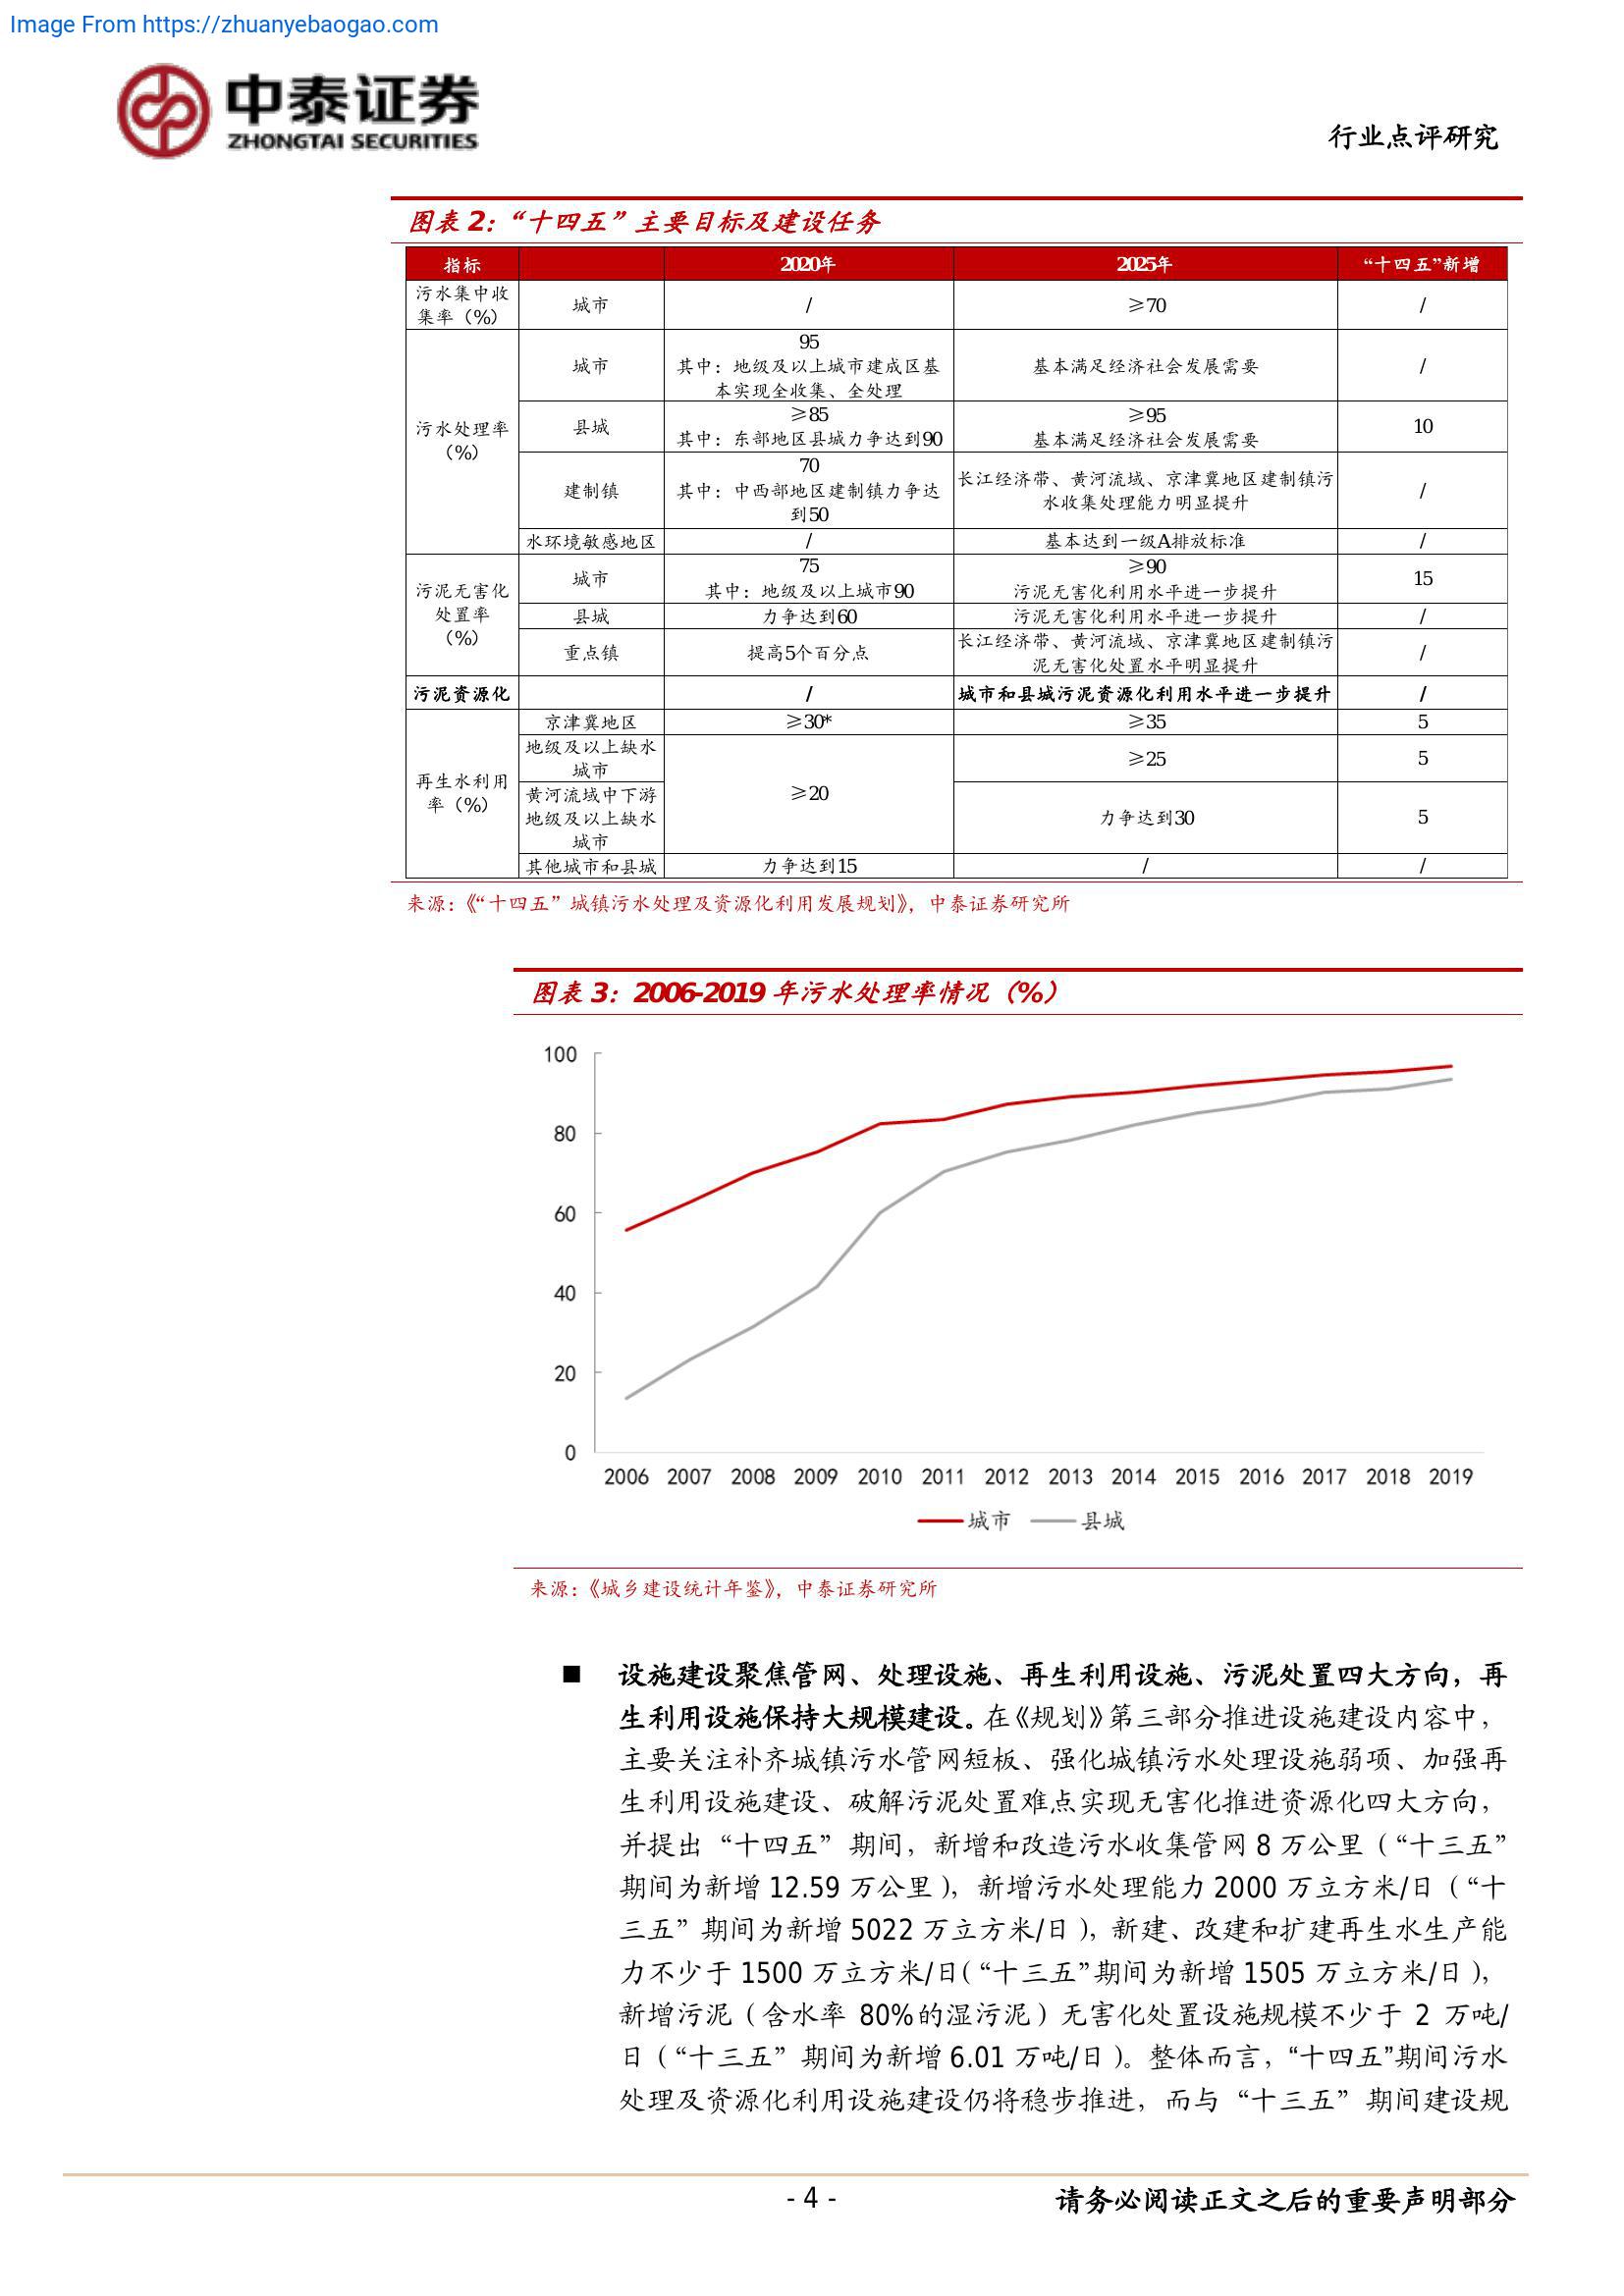 Image From https://zhuanyebaogao.com
中泰证券
ZHONGTAI SECURITIES
行业点评研究
图表 2：“十四五”主要目标及建设任务
指标 2020年 2025年 “十四五”新增
污水集中收集率（%） 城市 / ≥70 /
污水处理率（%）
城市
95
其中：地级及以上城市建成区基
本实现全收集、全处理
基本满足经济社会发展需要
/
县城
≥85
其中：东部地区县城力争达到90
≥95
基本满足经济社会发展需要
10
建制镇
70
其中：中西部地区建制镇力争达
到50
长江经济带、黄河流域、京津冀地区建制镇污
水收集处理能力明显提升
/
水环境敏感地区 / 基本达到一级A排放标准 /
污泥无害化
处置率
（%）
城市
75
其中：地级及以上城市90
≥90
污泥无害化利用水平进一步提升
15
县城 力争达到60 污泥无害化利用水平进一步提升 /
重点镇 提高5个百分点
长江经济带、黄河流域、京津冀地区建制镇污
泥无害化处置水平明显提升
/
污泥资源化 / 城市和县城污泥资源化利用水平进一步提升 /
再生水利用
率（%）
京津冀地区 ≥30* ≥35 5
地级及以上缺水
城市
≥20
≥25
5
黄河流域中下游
地级及以上缺水
城市
力争达到30
5
其他城市和县城 力争达到15 / /
来源：《“十四五”城镇污水处理及资源化利用发展规划》，中泰证券研究所
图表 3：2006-2019 年污水处理率情况（%）
100
80
60
40
20
0
2006 2007 2008 2009 2010 2011 2012 2013 2014 2015 2016 2017 2018 2019
城市 县城
来源：《城乡建设统计年鉴》，中泰证券研究所
■ 设施建设聚焦管网、处理设施、再生利用设施、污泥处置四大方向，再
生利用设施保持大规模建设。在《规划》第三部分推进设施建设内容中，
主要关注补齐城镇污水管网短板、强化城镇污水处理设施弱项、加强再
生利用设施建设、破解污泥处置难点实现无害化推进资源化四大方向，
并提出“十四五”期间，新增和改造污水收集管网 8 万公里（“十三五”
期间为新增 12.59 万公里），新增污水处理能力 2000 万立方米/日（“十
三五”期间为新增 5022 万立方米/日），新建、改建和扩建再生水生产能
力不少于 1500 万立方米/日（“十三五”期间为新增 1505 万立方米/日），
新增污泥（含水率 80%的湿污泥）无害化处置设施规模不少于 2 万吨/
日（“十三五”期间为新增 6.01 万吨/日）。整体而言，“十四五”期间污水
处理及资源化利用设施建设仍将稳步推进，而与“十三五”期间建设规
- 4 -
请务必阅读正文之后的重要声明部分